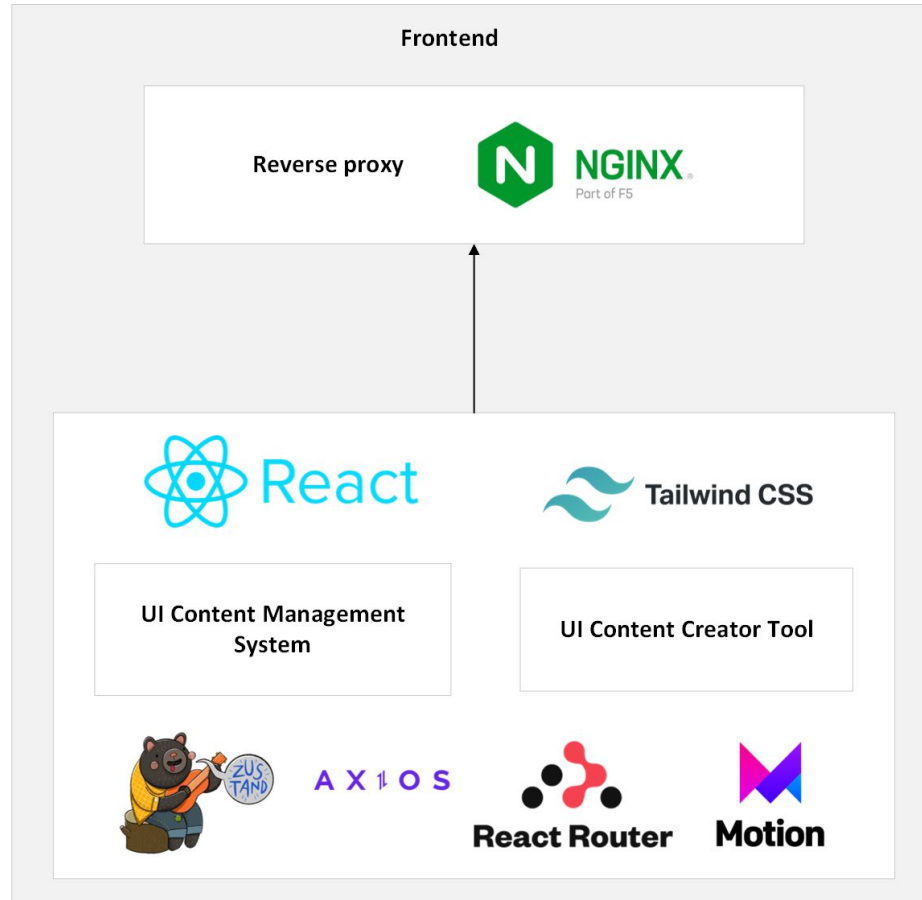 Frontend
Reverse proxy
NGINX®
Part of F5
React
Tailwind CSS
UI Content Management
System
UI Content Creator Tool
ZUS
TAND
AXIOS
React Router
Motion